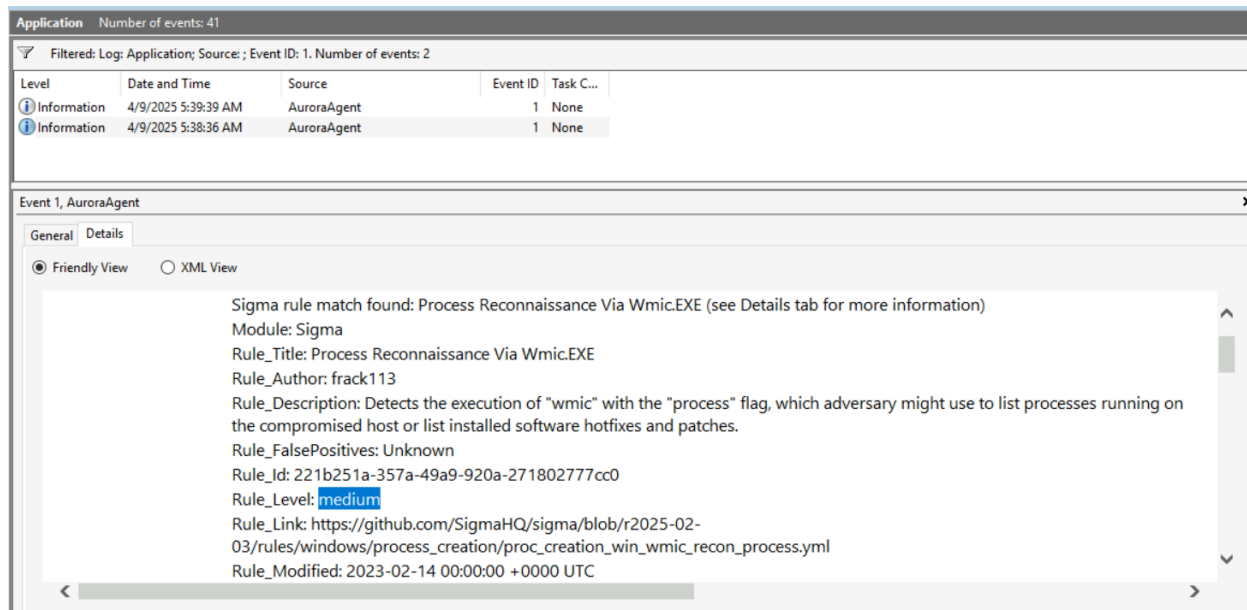 Application Number of events: 41
Filtered: Log: Application; Source: ; Event ID: 1. Number of events: 2
Level Date and Time Source Event ID Task C...
Information 4/9/2025 5:39:39 AM AuroraAgent 1 None
Information 4/9/2025 5:38:36 AM AuroraAgent 1 None
Event 1, AuroraAgent
General Details
Friendly View XML View
Sigma rule match found: Process Reconnaissance Via Wmic.EXE (see Details tab for more information)
Module: Sigma
Rule_Title: Process Reconnaissance Via Wmic.EXE
Rule_Author: frack113
Rule_Description: Detects the execution of "wmic" with the "process" flag, which adversary might use to list processes running on
the compromised host or list installed software hotfixes and patches.
Rule_FalsePositives: Unknown
Rule_Id: 221b251a-357a-49a9-920a-271802777cc0
Rule_Level: medium
Rule_Link: https://github.com/SigmaHQ/sigma/blob/r2025-02-
03/rules/windows/process_creation/proc_creation_win_wmic_recon_process.yml
Rule_Modified: 2023-02-14 00:00:00 +0000 UTC